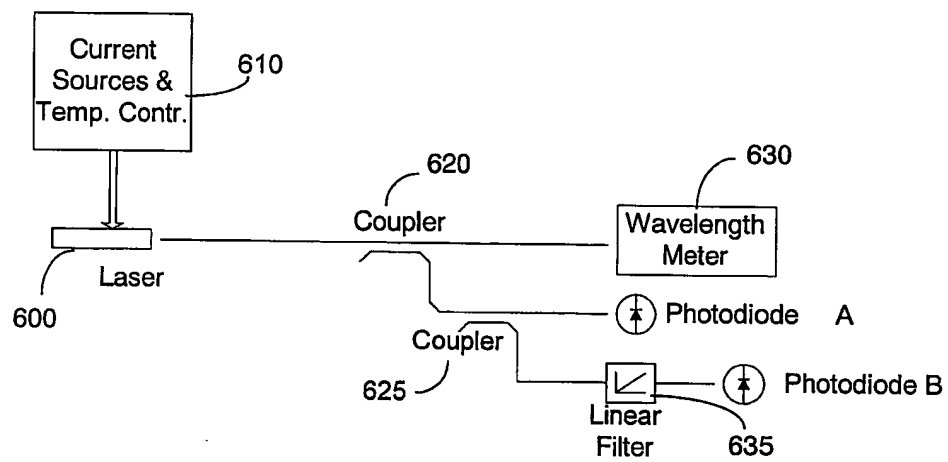 Current
Sources &
Temp. Contr.
610
620
630
Coupler
Wavelength
Meter
Laser
600
Photodiode A
Coupler
625
Photodiode B
Linear
Filter
635